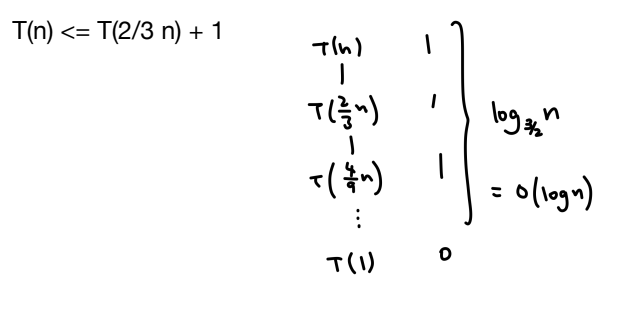 T(n) <= T(2/3 n) + 1
T(n) 1
T(2/3 n) 1
T(4/9 n) 1
⋮
T(1) 0
log_{3/2} n
= O(log n)